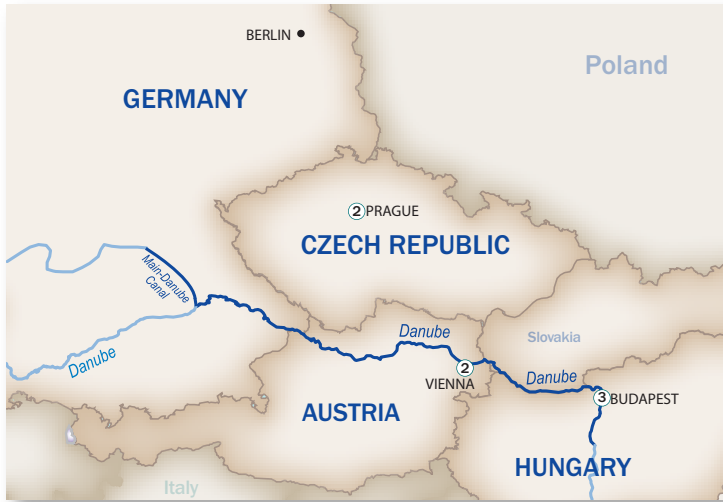 BERLIN
Poland
GERMANY
2 PRAGUE
CZECH REPUBLIC
Main-Danube
Canal
Danube
Danube
Slovakia
2
VIENNA
Danube
3 BUDAPEST
AUSTRIA
HUNGARY
Italy